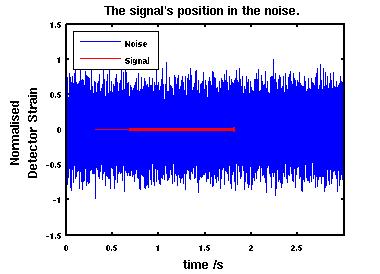 The signal's position in the noise.
Noise
Signal
1.5
1
0.5
0
-0.5
-1
-1.5
Normalised
Detector Strain
0 0.5 1 1.5 2 2.5
time /s